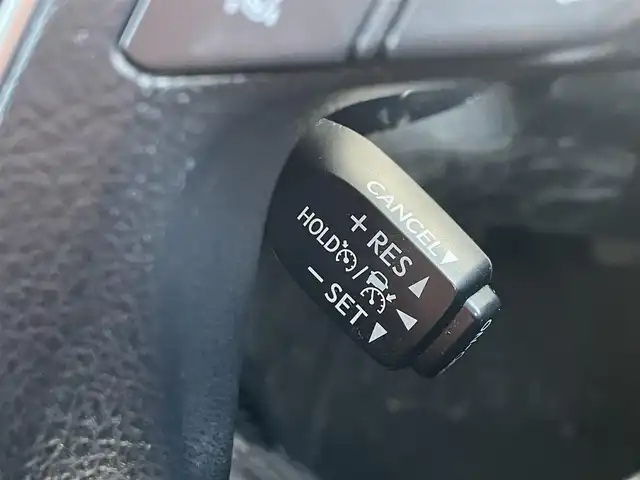 CANCEL
+ RES
HOLD /
− SET